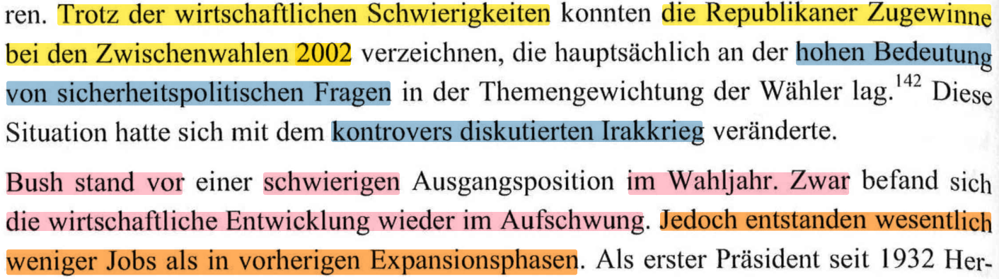 ren. Trotz der wirtschaftlichen Schwierigkeiten konnten die Republikaner Zugewinne
bei den Zwischenwahlen 2002 verzeichnen, die hauptsächlich an der hohen Bedeutung
von sicherheitspolitischen Fragen in der Themengewichtung der Wähler lag.142 Diese
Situation hatte sich mit dem kontrovers diskutierten Irakkrieg veränderte.
Bush stand vor einer schwierigen Ausgangsposition im Wahljahr. Zwar befand sich
die wirtschaftliche Entwicklung wieder im Aufschwung. Jedoch entstanden wesentlich
weniger Jobs als in vorherigen Expansionsphasen. Als erster Präsident seit 1932 Her-